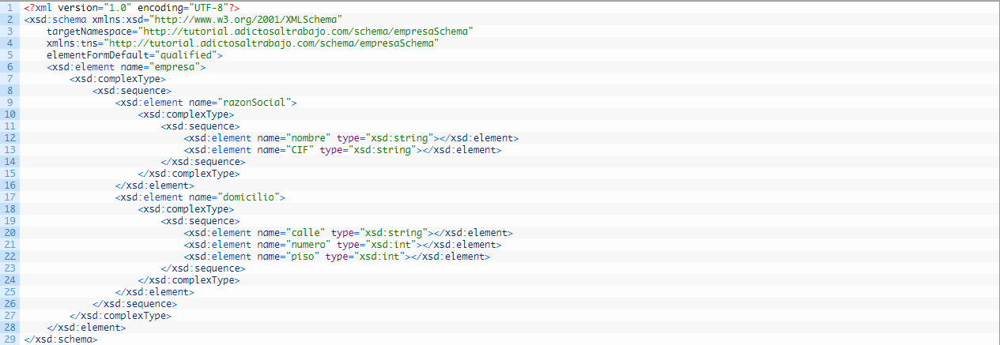 1 <?xml version="1.0" encoding="UTF-8"?>
2 <xsd:schema xmlns:xsd="http://www.w3.org/2001/XMLSchema"
3 targetNamespace="http://tutorial.adictosaltrabajo.com/schema/empresaSchema"
4 xmlns:tns="http://tutorial.adictosaltrabajo.com/schema/empresaSchema"
5 elementFormDefault="qualified">
6 <xsd:element name="empresa">
7 <xsd:complexType>
8 <xsd:sequence>
9 <xsd:element name="razonSocial">
10 <xsd:complexType>
11 <xsd:sequence>
12 <xsd:element name="nombre" type="xsd:string"></xsd:element>
13 <xsd:element name="CIF" type="xsd:string"></xsd:element>
14 </xsd:sequence>
15 </xsd:complexType>
16 </xsd:element>
17 <xsd:element name="domicilio">
18 <xsd:complexType>
19 <xsd:sequence>
20 <xsd:element name="calle" type="xsd:string"></xsd:element>
21 <xsd:element name="numero" type="xsd:int"></xsd:element>
22 <xsd:element name="piso" type="xsd:int"></xsd:element>
23 </xsd:sequence>
24 </xsd:complexType>
25 </xsd:element>
26 </xsd:sequence>
27 </xsd:complexType>
28 </xsd:element>
29 </xsd:schema>